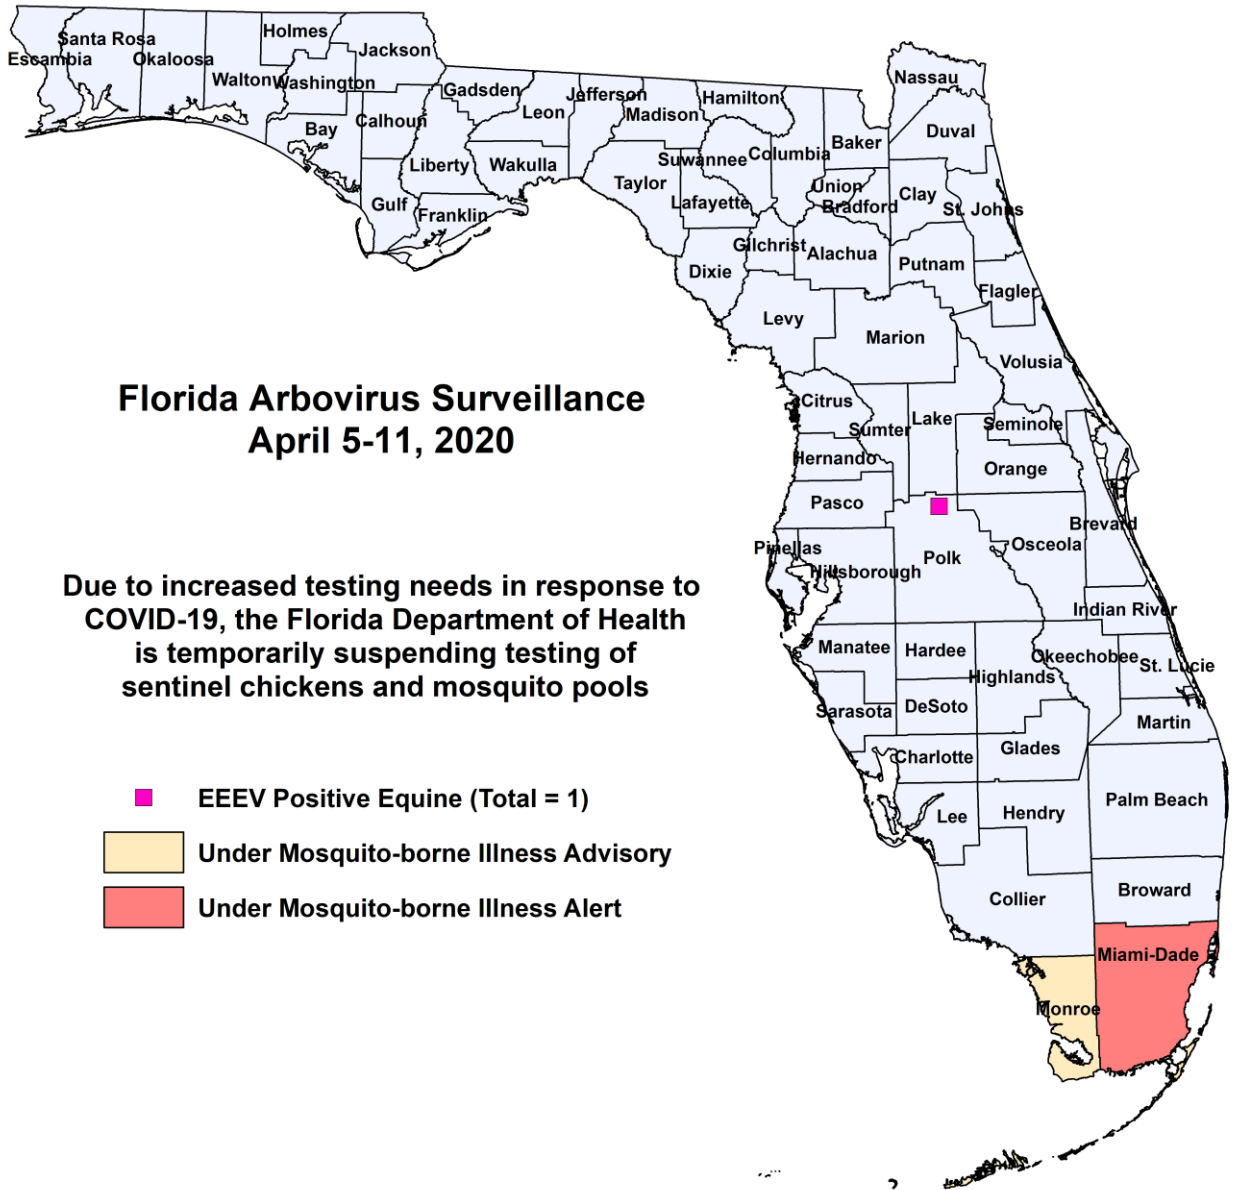 Holmes
Santa Rosa
Jackson
Escambia
Okaloosa
Walton
Washington
Nassau
Gadsden
Jefferson
Hamilton
Leon
Madison
Calhoun
Bay
Duval
Baker
Columbia
Suwannee
Liberty
Wakulla
Taylor
Union
Clay
Lafayette
Bradford
St. Johns
Gulf
Franklin
Gilchrist
Alachua
Putnam
Dixie
Flagler
Levy
Marion
Volusia
Florida Arbovirus Surveillance
April 5-11, 2020
Citrus
Lake
Sumter
Seminole
Hernando
Orange
Pasco
Brevard
Pinellas
Osceola
Polk
Hillsborough
Due to increased testing needs in response to
COVID-19, the Florida Department of Health
is temporarily suspending testing of
sentinel chickens and mosquito pools
Indian River
Manatee
Hardee
Okeechobee
St. Lucie
Highlands
Sarasota
DeSoto
Martin
Charlotte
Glades
EEEV Positive Equine (Total = 1)
Palm Beach
Lee
Hendry
Under Mosquito-borne Illness Advisory
Broward
Collier
Under Mosquito-borne Illness Alert
Miami-Dade
Monroe